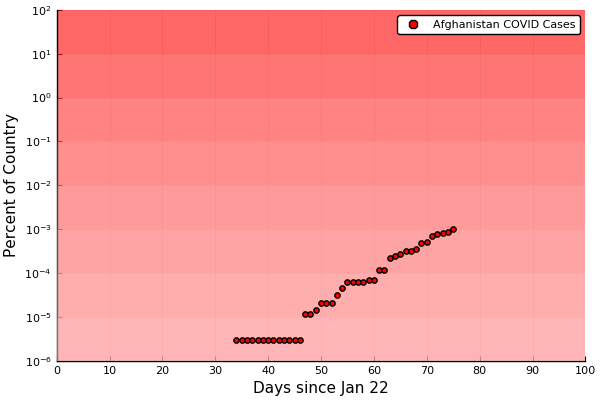 Afghanistan COVID Cases
10²
10¹
10⁰
10⁻¹
10⁻²
10⁻³
10⁻⁴
10⁻⁵
10⁻⁶
Percent of Country
0 10 20 30 40 50 60 70 80 90 100
Days since Jan 22